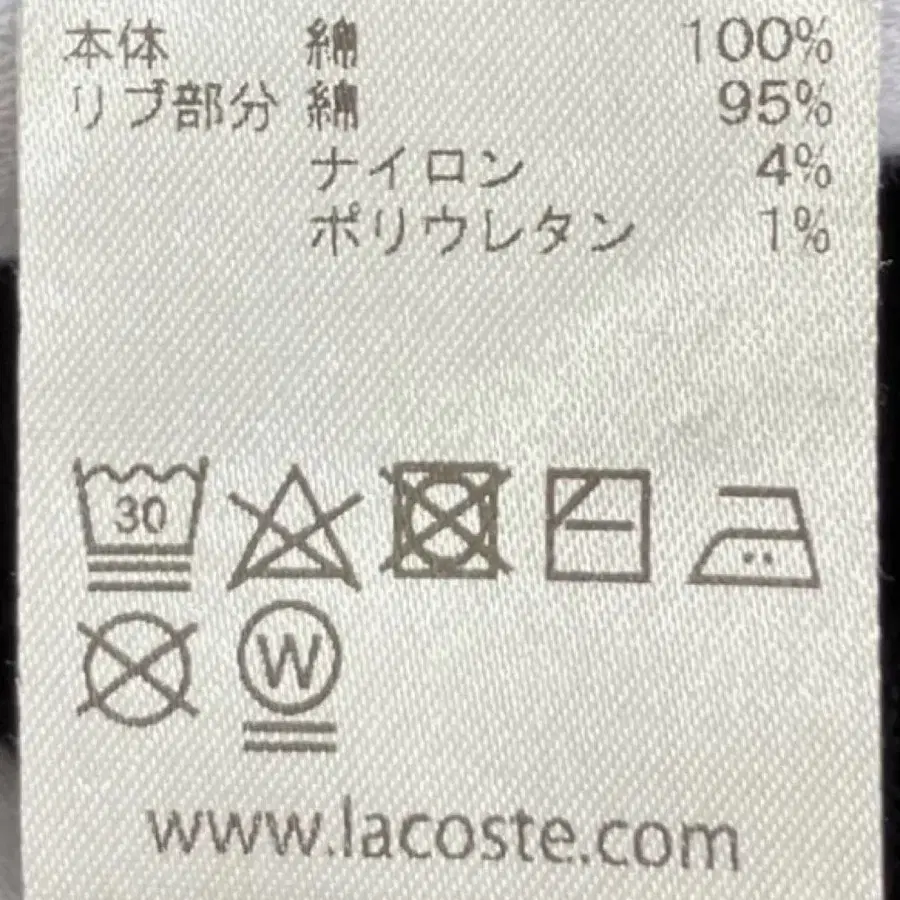 本体 綿 100%
リブ部分 綿 95%
ナイロン 4%
ポリウレタン 1%
30
W
www.lacoste.com